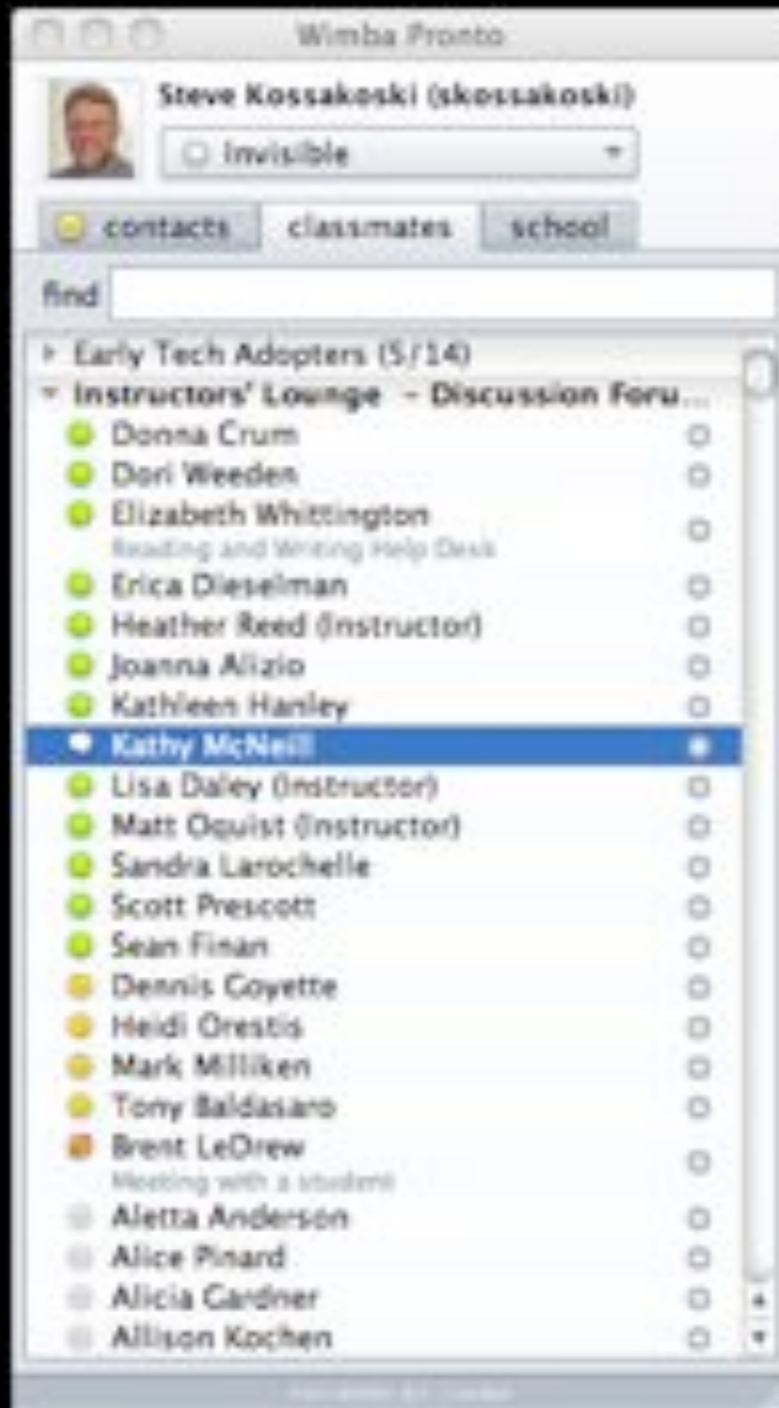 Wimba Pronto
Steve Kossakoski (skossakoski)
Invisible
contacts classmates school
find
Early Tech Adopters (5/14)
Instructors' Lounge - Discussion Foru...
Donna Crum
Dori Weeden
Elizabeth Whittington
Reading and Writing Help Desk
Erica Dieselman
Heather Reed (Instructor)
Joanna Alizio
Kathleen Hanley
Kathy McNeill
Lisa Daley (Instructor)
Matt Oquist (Instructor)
Sandra Larochelle
Scott Prescott
Sean Finan
Dennis Goyette
Heidi Orestis
Mark Milliken
Tony Baldasaro
Brent LeDrew
Meeting with a student
Aletta Anderson
Alice Pinard
Alicia Gardner
Allison Kochen